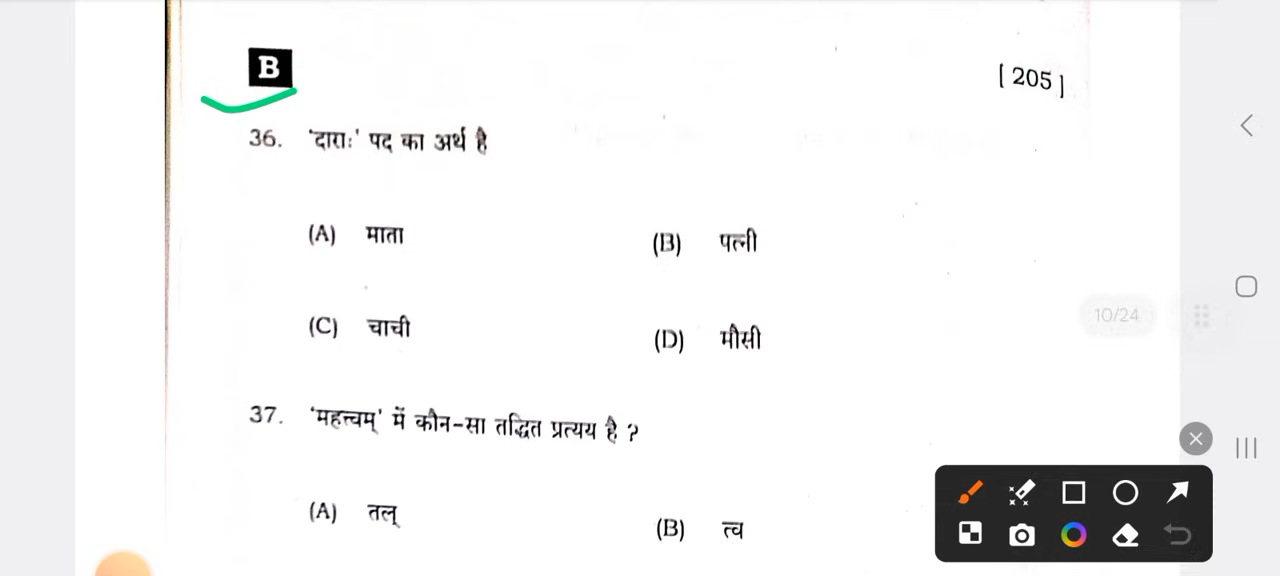 B
[ 205 ]
36. 'दाराः' पद का अर्थ है
(A) माता
(B) पत्नी
(C) चाची
(D) मौसी
10/24
37. 'महत्त्वम्' में कौन-सा तद्धित प्रत्यय है ?
(A) तल्
(B) त्व